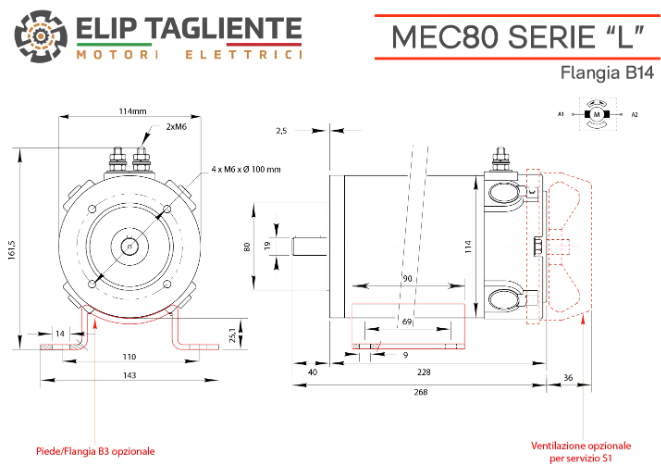 ELIP TAGLIENTE
MOTORI ELETTRICI
MEC80 SERIE “L”
Flangia B14
A1
M
A2
114mm
2xM6
4 x M6 x Ø 100 mm
161,5
14
110
143
25,1
Piede/Flangia B3 opzionale
2,5
80
19
114
90
69
9
40
228
268
36
Ventilazione opzionale
per servizio S1